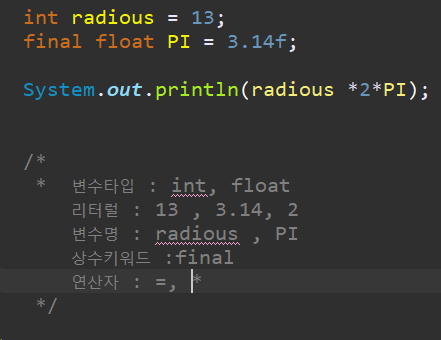 int radious = 13;
final float PI = 3.14f;
System.out.println(radious *2*PI);
/*
* 변수타입 : int, float
리터럴 : 13 , 3.14, 2
변수명 : radious , PI
상수키워드 :final
연산자 : =, *
*/